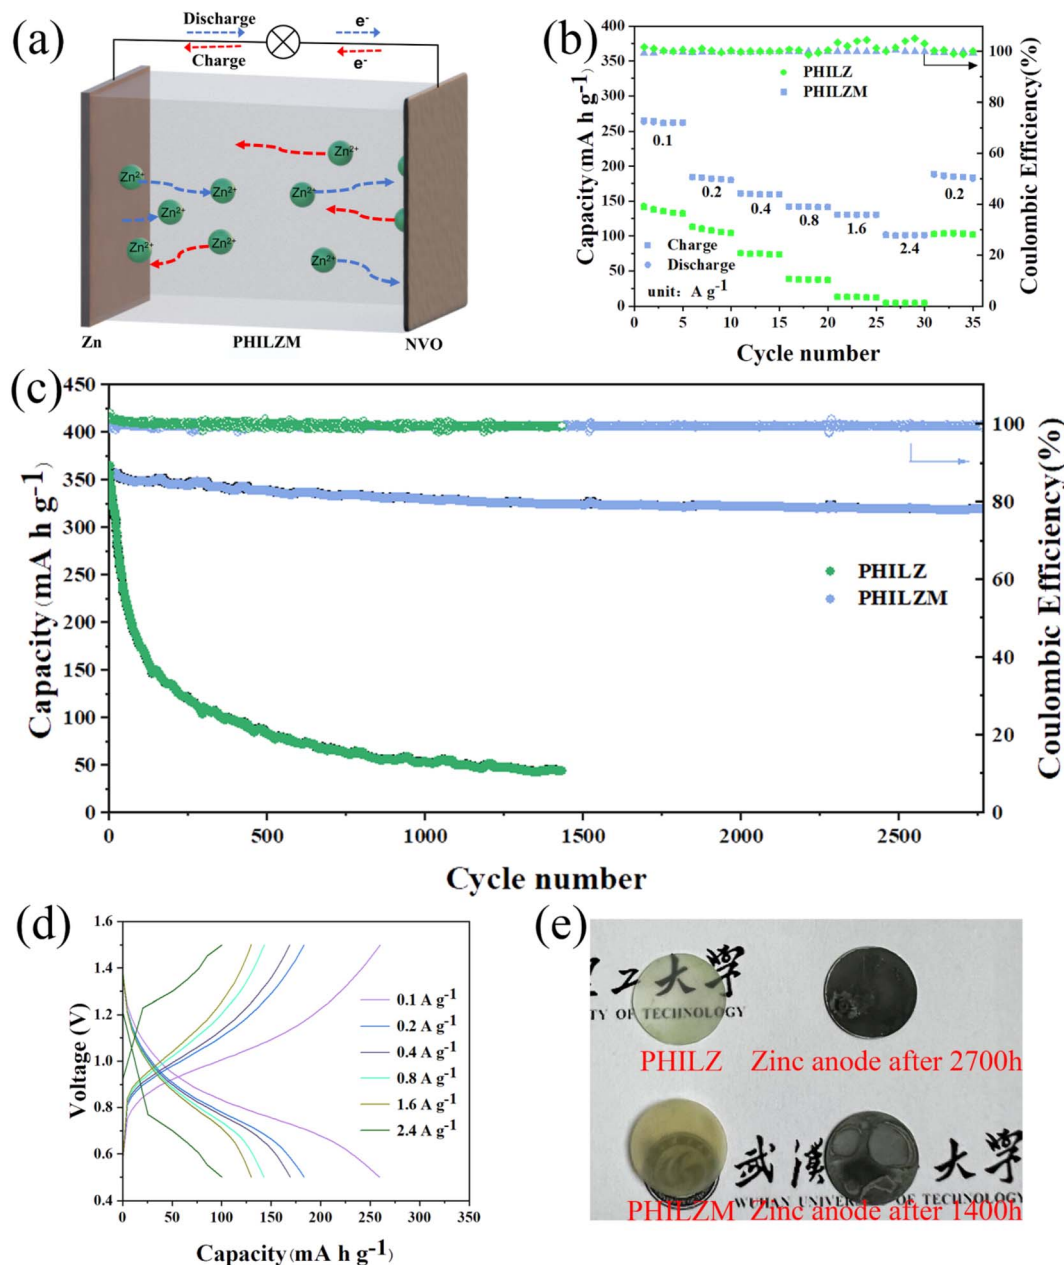 (a)
Discharge
e⁻
Charge
e⁻
Zn²⁺
Zn²⁺
Zn²⁺
Zn²⁺
Zn²⁺
Zn²⁺
Zn²⁺
Zn²⁺
Zn
PHILZM
NVO
(b)
400
350
300
250
200
150
100
50
0
Capacity(mA h g⁻¹)
100
80
60
40
20
0
Coulombic Efficiency(%)
PHILZ
PHILZM
0.1
0.2
0.4
0.8
1.6
2.4
0.2
Charge
Discharge
unit: A g⁻¹
0 5 10 15 20 25 30 35
Cycle number
(c)
450
400
350
300
250
200
150
100
50
0
Capacity(mA h g⁻¹)
100
80
60
40
20
0
Coulombic Efficiency(%)
PHILZ
PHILZM
0 500 1000 1500 2000 2500
Cycle number
(d)
1.6
1.4
1.2
1.0
0.8
0.6
0.4
Voltage (V)
0.1 A g⁻¹
0.2 A g⁻¹
0.4 A g⁻¹
0.8 A g⁻¹
1.6 A g⁻¹
2.4 A g⁻¹
0 50 100 150 200 250 300 350
Capacity(mA h g⁻¹)
(e)
理工大学
TY OF TECHNOLOGY
PHILZ Zinc anode after 2700h
武汉 大学
WUHAN UNIVER OF TECHNOLOGY
PHILZM Zinc anode after 1400h